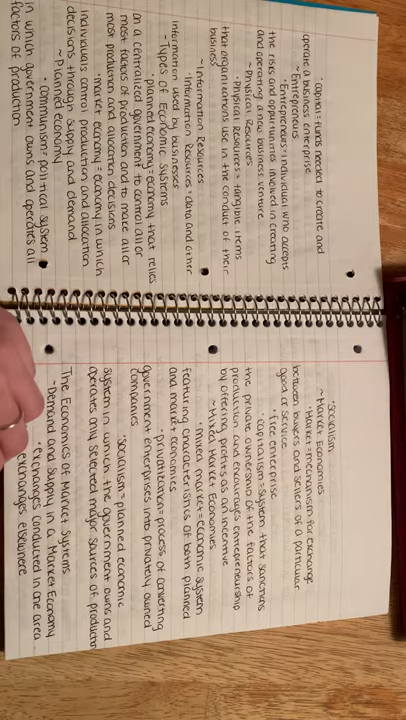 • capital = funds needed to create and
operate a business enterprise
~ Entrepreneurs
• Entrepreneurs = individual who accepts
the risks and opportunities involved in creating
and operating a new business venture
~ Physical Resources
• Physical Resources = tangible items
that organizations use in the conduct of their
business
~ Information Resources
• Information Resources = data and other
information used by businesses
- Types of Economic Systems
• planned economy = economy that relies
on a centralized government to control all or
most factors of production and to make all or
most production and allocation decisions
• market economy = economy in which
individuals control production and allocation
decisions through supply and demand
~ Planned economy
• Communism = political system
in which government owns and operates all
factors of production
• Socialism
~ Market Economies
• Market = mechanism for exchange
between buyers and sellers of a particular
good or service
• free enterprise
• capitalism = system that sanctions
the private ownership of the factors of
production and encourages entrepreneurship
by offering profits as an incentive
~ Mixed Market Economies
• Mixed market = economic system
featuring characteristics of both planned
and market economies
• privatization = process of converting
government enterprises into privately owned
companies
• Socialism = planned economic
system in which the government owns and
operates only selected major sources of production
The Economics of Market Systems
- Demand and Supply in a Market Economy
• exchanges conducted in one area
exchanges elsewhere